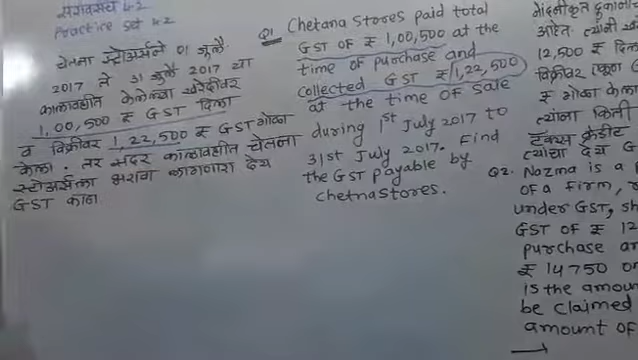 सरावसंच 4.2
Practice set 4.2
चेतना स्टोअर्सने 01 जुलै
2017 ते 31 जुलै 2017 या
कालावधीत केलेल्या खरेदीवर
1,00,500 ₹ GST दिला
व विक्रीवर 1,22,500 ₹ GST गोळा
केला. तर सदर कालावधीत चेतना
स्टोअर्सला भरावा लागणारा देय
GST काढा
Q1 Chetana Stores paid total
GST OF ₹ 1,00,500 at the
time of purchase and
collected GST ₹ 1,22,500
at the time of sale
during 1st July 2017 to
31st July 2017. Find
the GST payable by
chetnaStores.
आहेत. त्यांनी
12,500 ₹
विक्रीवर
₹ गोळा केला
त्यांना किती
टॅक्स क्रेडीट
त्यांचा देय G
Q2. Nazma is a
of a firm,
under GST, sh
GST OF ₹ 12
purchase an
₹ 14750 on
is the amoun
be claimed
amount of